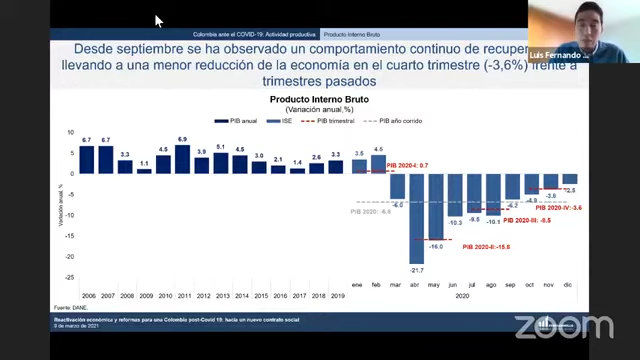 Colombia ante el COVID-19: Actividad productiva
Producto Interno Bruto
Desde septiembre se ha observado un comportamiento continuo de
llevando a una menor reducción de la economía en el cuarto trimestre (-3,6%) frente a
trimestres pasados
Luis Fernando
Producto Interno Bruto
(Variación anual,%)
PIB anual ISE PIB trimestral PIB año corrido
Variación anual, %
10
5
0
-5
-10
-15
-20
-25
6.7 6.7 3.3 1.1 4.5 6.9 3.9 5.1 4.5 3.0 2.1 1.4 2.6 3.3
3.5 4.5 -6.0 -21.7 -16.0 -10.3 -9.5 -10.1 -6.2 -4.9 -3.8 -2.5
PIB 2020-I: 0.7
PIB 2020: -6.8
PIB 2020-II:-15.8
PIB 2020-III: -8.5
PIB 2020-IV:-3.6
ene feb mar abr may jun jul ago sep oct nov dic
2006 2007 2008 2009 2010 2011 2012 2013 2014 2015 2016 2017 2018 2019 2020
Fuente: DANE.
Reactivación económica y reformas para una Colombia post-Covid 19: hacia un nuevo contrato social
9 de marzo de 2021
zoom